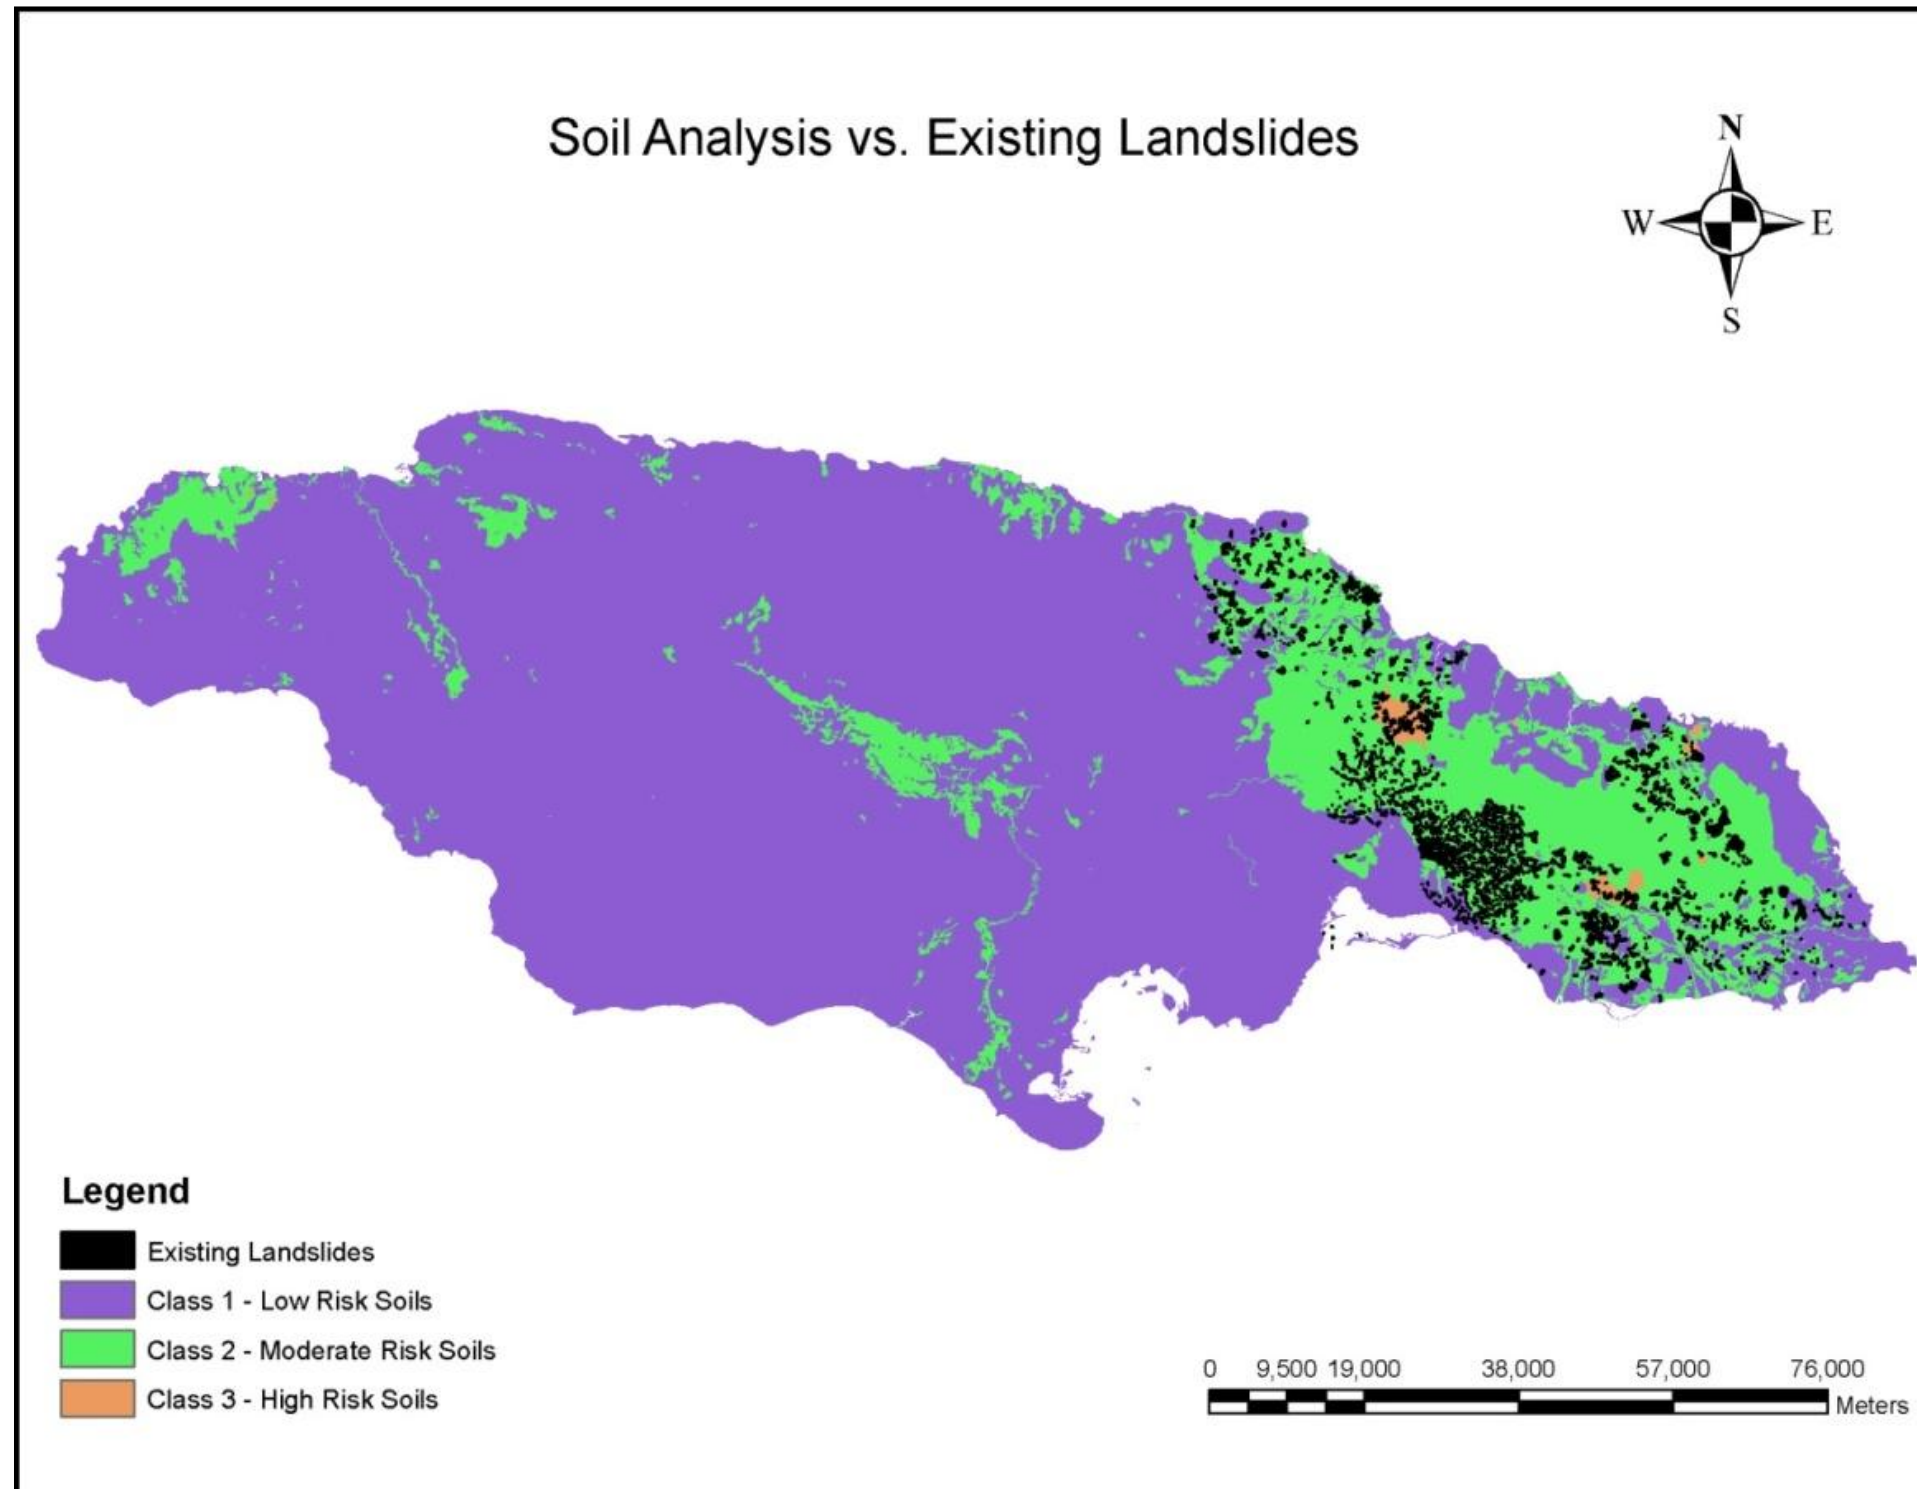 Soil Analysis vs. Existing Landslides
N
W E
S
Legend
Existing Landslides
Class 1 - Low Risk Soils
Class 2 - Moderate Risk Soils
Class 3 - High Risk Soils
0 9,500 19,000 38,000 57,000 76,000
Meters